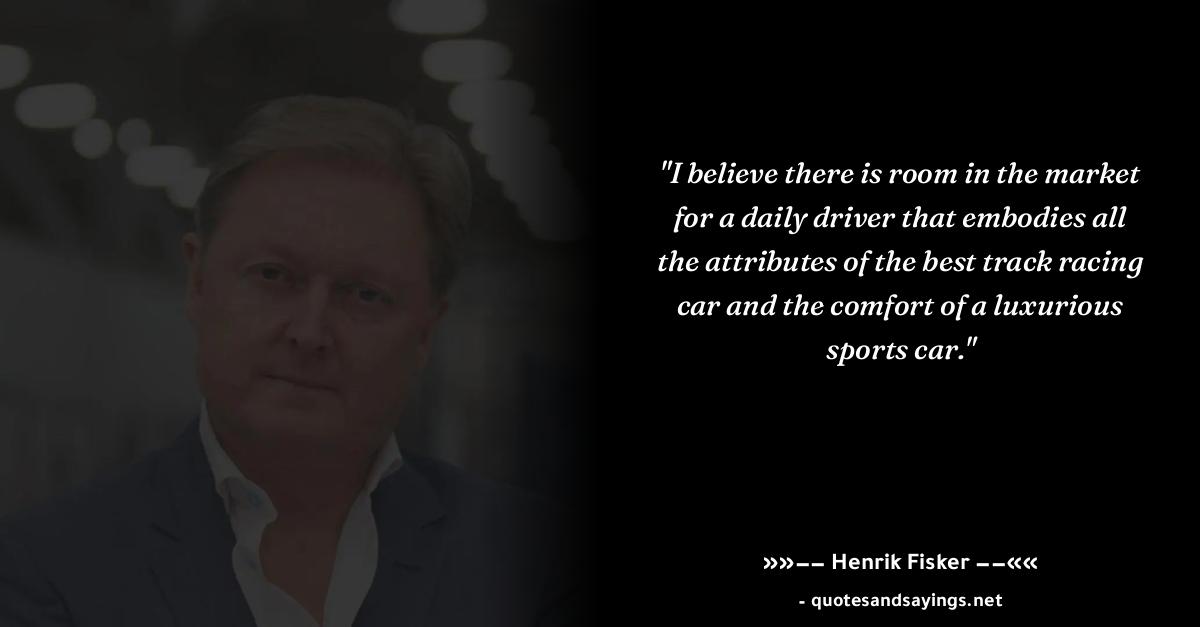 "I believe there is room in the market
for a daily driver that embodies all
the attributes of the best track racing
car and the comfort of a luxurious
sports car."
»»−− Henrik Fisker −−««
- quotesandsayings.net